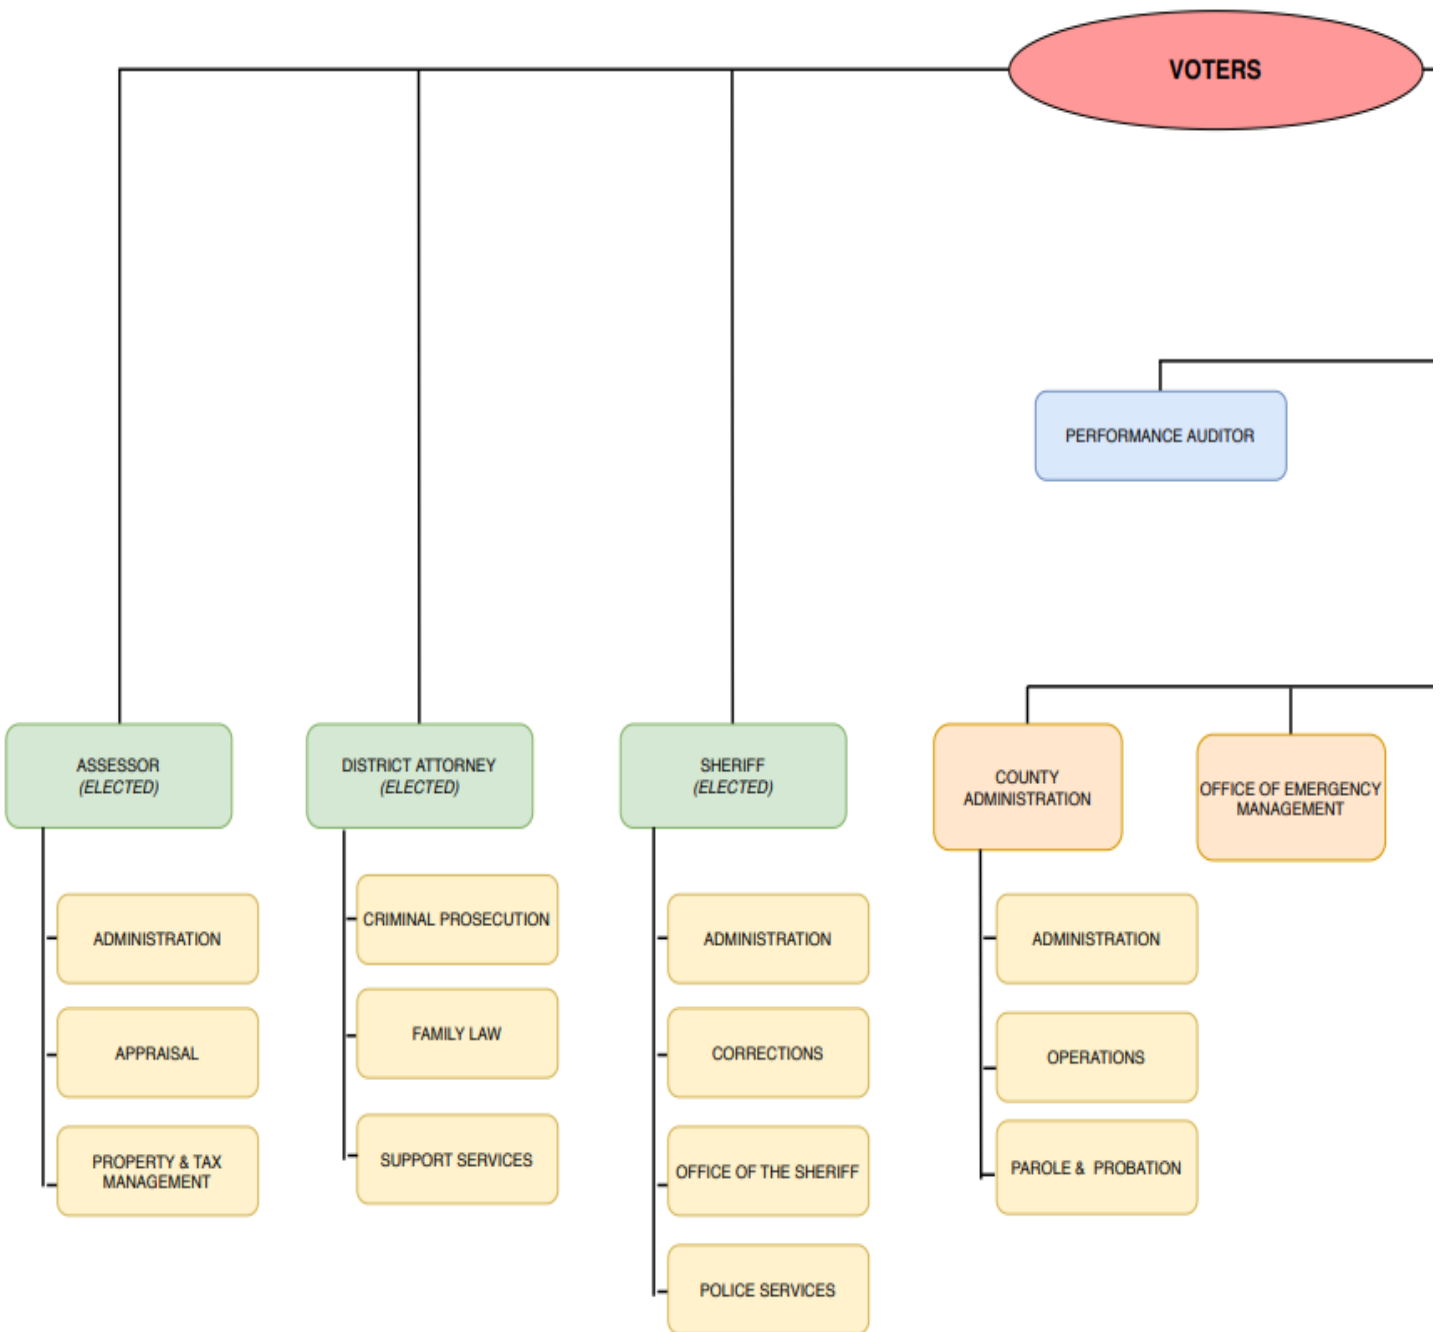 VOTERS
PERFORMANCE AUDITOR
ASSESSOR
(ELECTED)
DISTRICT ATTORNEY
(ELECTED)
SHERIFF
(ELECTED)
COUNTY
ADMINISTRATION
OFFICE OF EMERGENCY
MANAGEMENT
ADMINISTRATION
APPRAISAL
PROPERTY & TAX
MANAGEMENT
CRIMINAL PROSECUTION
FAMILY LAW
SUPPORT SERVICES
ADMINISTRATION
CORRECTIONS
OFFICE OF THE SHERIFF
POLICE SERVICES
ADMINISTRATION
OPERATIONS
PAROLE & PROBATION